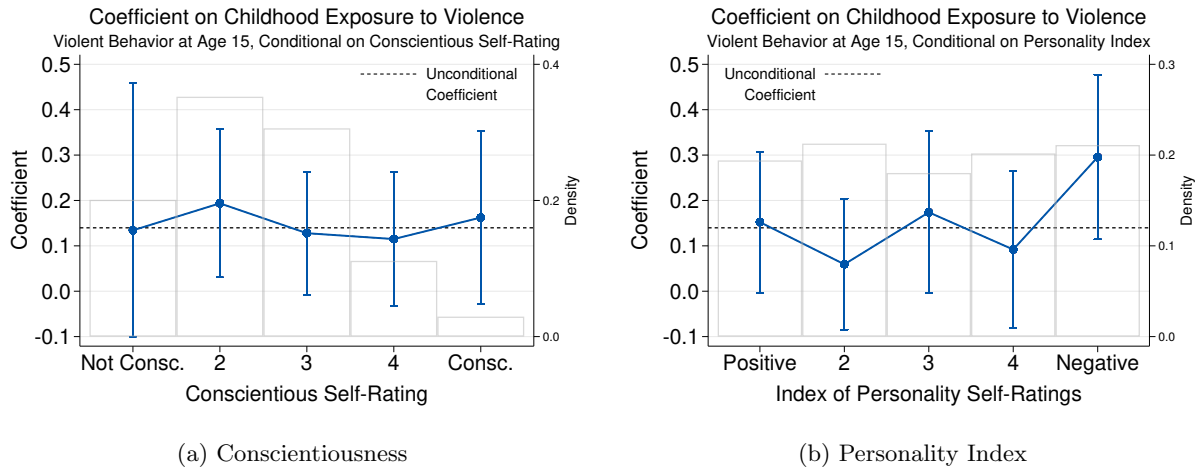 Coefficient on Childhood Exposure to Violence
Violent Behavior at Age 15, Conditional on Conscientious Self-Rating
0.5
0.4
0.3
0.2
0.1
0.0
-0.1
Coefficient
Unconditional
Coefficient
0.4
0.2
0.0
Density
Not Consc.
2
3
4
Consc.
Conscientious Self-Rating
(a) Conscientiousness
Coefficient on Childhood Exposure to Violence
Violent Behavior at Age 15, Conditional on Personality Index
0.5
0.4
0.3
0.2
0.1
0.0
-0.1
Coefficient
Unconditional
Coefficient
0.3
0.2
0.1
0.0
Density
Positive
2
3
4
Negative
Index of Personality Self-Ratings
(b) Personality Index